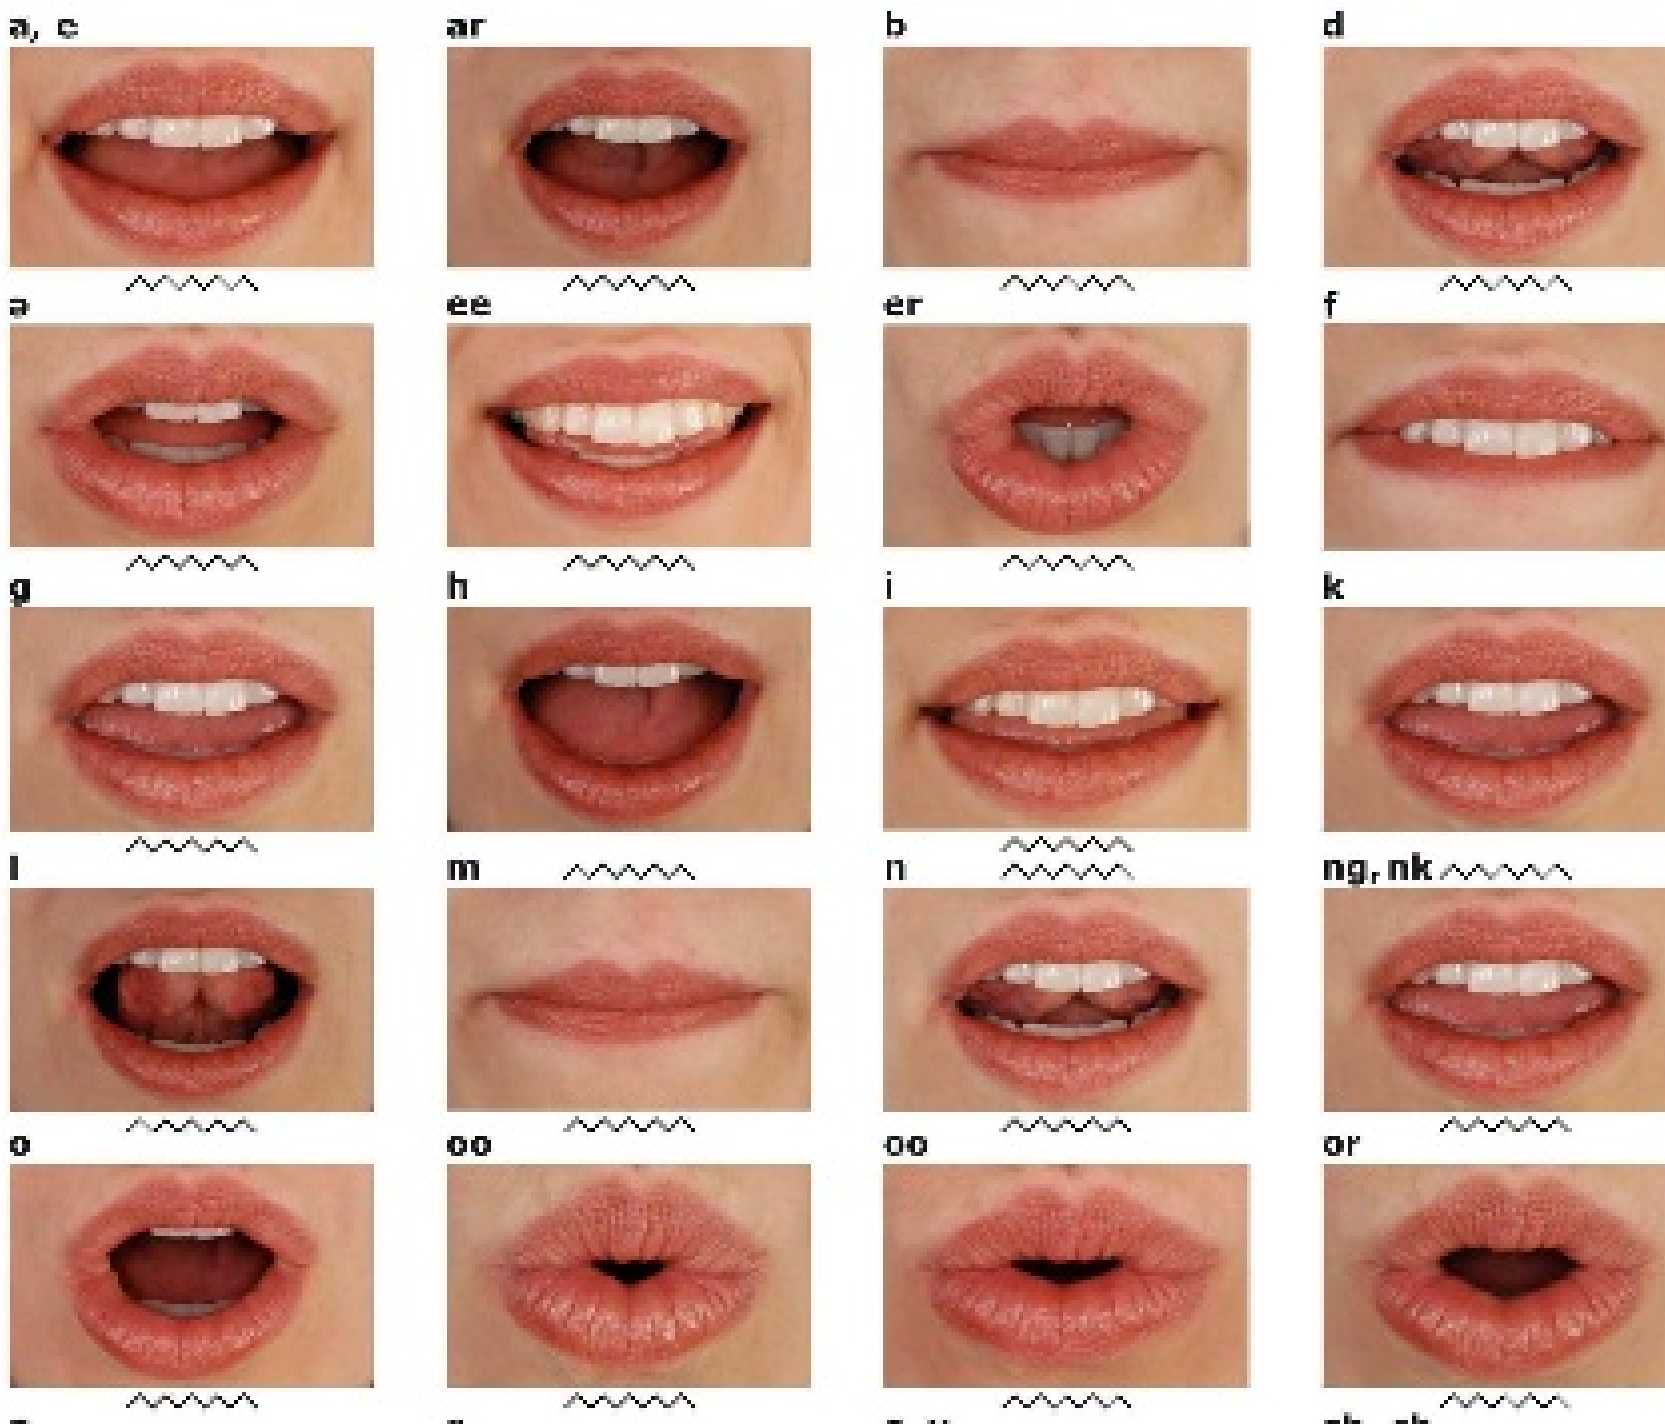 a, e ar b d
ə ee er f
g h i k
l m n ng, nk
o oo oo or